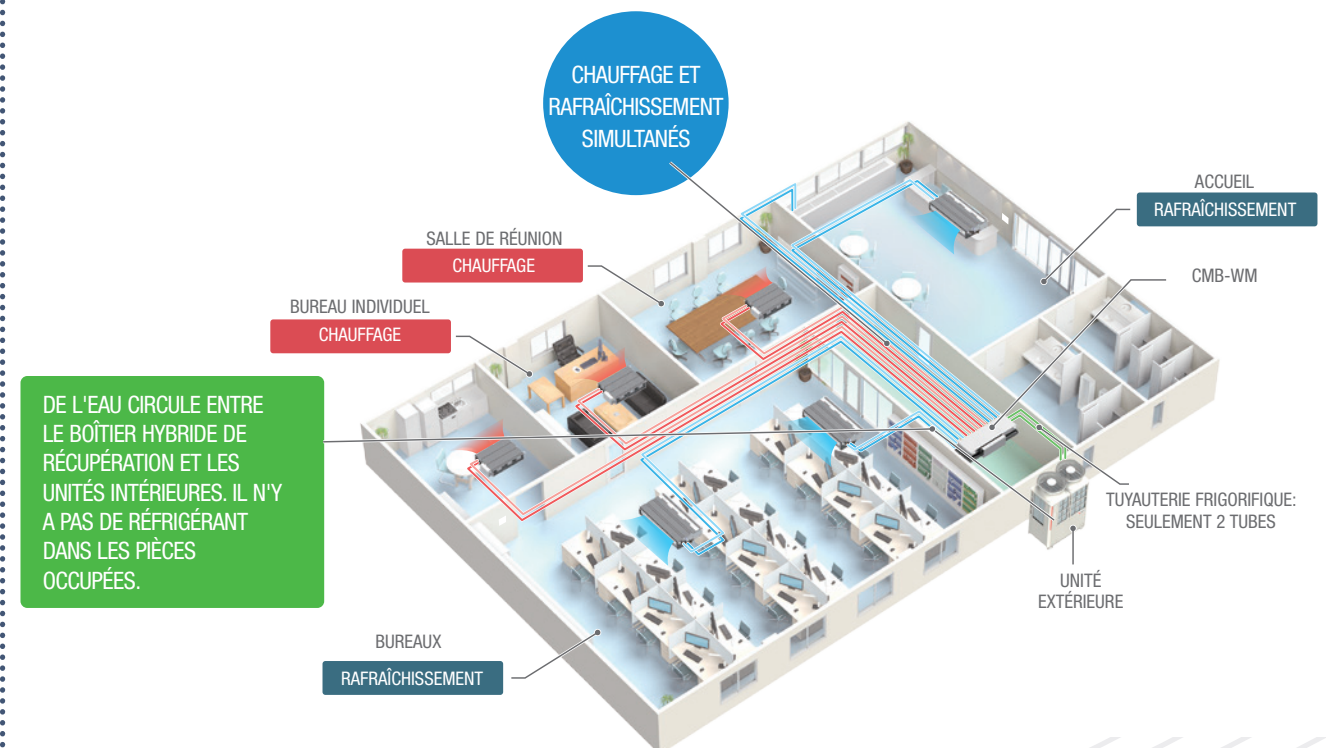 CHAUFFAGE ET
RAFRAÎCHISSEMENT
SIMULTANÉS
ACCUEIL
RAFRAÎCHISSEMENT
SALLE DE RÉUNION
CHAUFFAGE
CMB-WM
BUREAU INDIVIDUEL
CHAUFFAGE
DE L'EAU CIRCULE ENTRE
LE BOÎTIER HYBRIDE DE
RÉCUPÉRATION ET LES
UNITÉS INTÉRIEURES. IL N'Y
A PAS DE RÉFRIGÉRANT
DANS LES PIÈCES
OCCUPÉES.
TUYAUTERIE FRIGORIFIQUE:
SEULEMENT 2 TUBES
UNITÉ
EXTÉRIEURE
BUREAUX
RAFRAÎCHISSEMENT